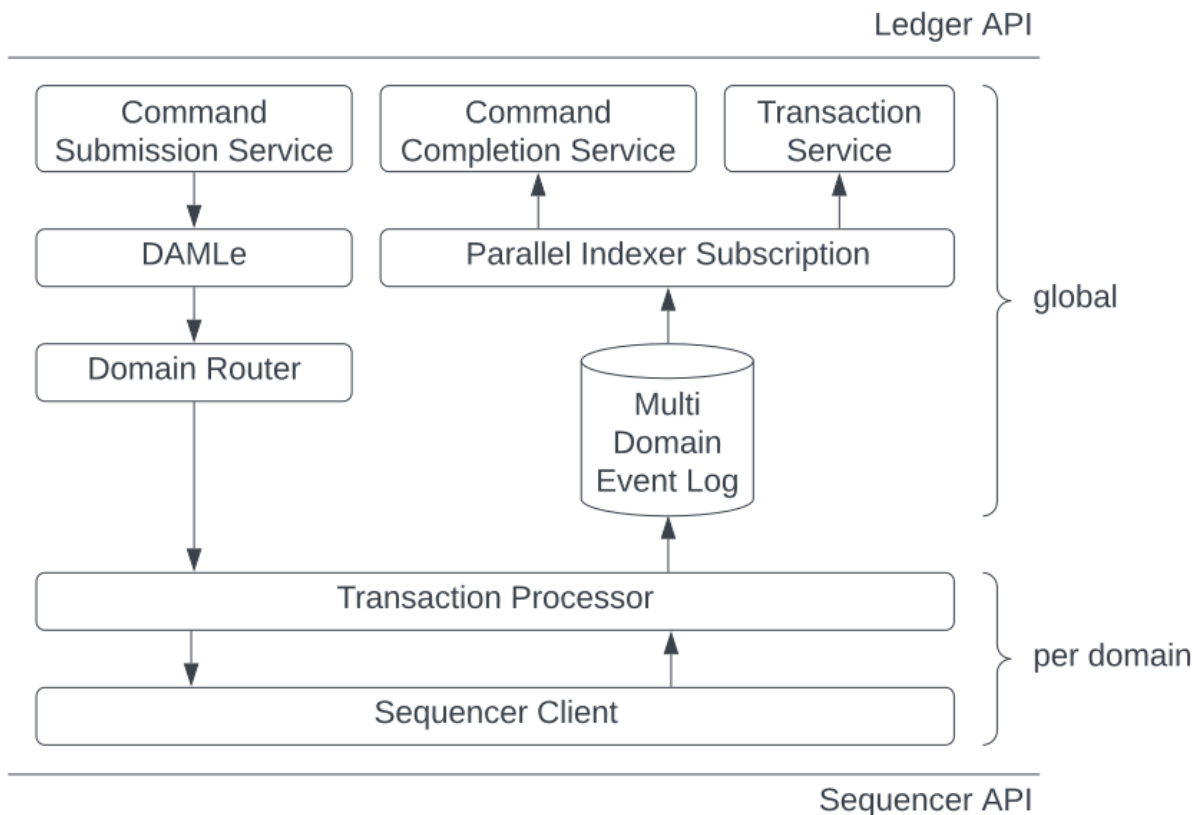 Ledger API
Command
Submission Service
Command
Completion Service
Transaction
Service
DAMLe
Parallel Indexer Subscription
global
Domain Router
Multi
Domain
Event Log
Transaction Processor
per domain
Sequencer Client
Sequencer API